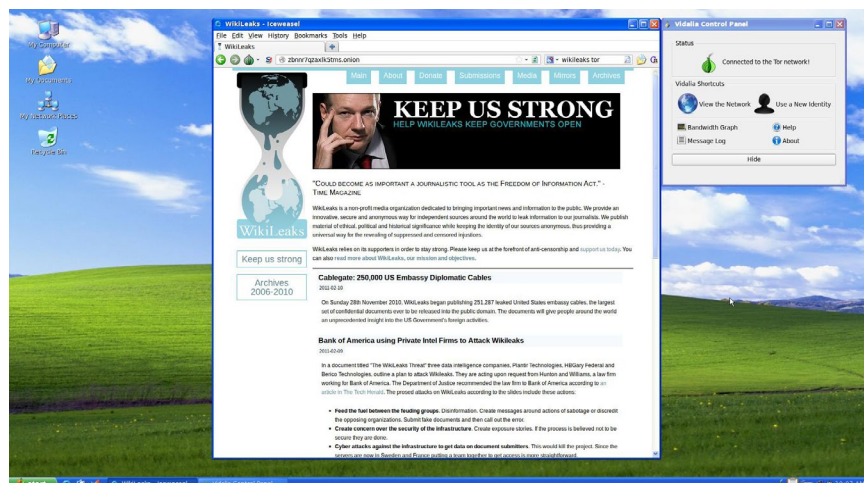 WikiLeaks - Iceweasel
File Edit View History Bookmarks Tools Help
WikiLeaks
zbnnr7qzaxlk5tms.onion
wikileaks tor
Main About Donate Submissions Media Mirrors Archives
KEEP US STRONG
HELP WIKILEAKS KEEP GOVERNMENTS OPEN
WikiLeaks
Keep us strong
Archives
2006-2010
"Could become as important a journalistic tool as the Freedom of Information Act." -
Time Magazine
WikiLeaks is a non-profit media organization dedicated to bringing important news and information to the public. We provide an
innovative, secure and anonymous way for independent sources around the world to leak information to our journalists. We publish
material of ethical, political and historical significance while keeping the identity of our sources anonymous, thus providing a
universal way for the revealing of suppressed and censored injustices.
WikiLeaks relies on its supporters in order to stay strong. Please keep us at the forefront of anti-censorship and support us today. You
can also read more about WikiLeaks, our mission and objectives.
Cablegate: 250,000 US Embassy Diplomatic Cables
2011-02-10
On Sunday 28th November 2010, WikiLeaks began publishing 251,287 leaked United States embassy cables, the largest
set of confidential documents ever to be released into the public domain. The documents will give people around the world
an unprecedented insight into the US Government's foreign activities.
Bank of America using Private Intel Firms to Attack Wikileaks
2011-02-09
In a document titled "The WikiLeaks Threat" three data intelligence companies, Plantir Technologies, HBGary Federal and
Berico Technologies, outline a plan to attack Wikileaks. They are acting upon request from Hunton and Williams, a law firm
working for Bank of America. The Department of Justice recommended the law firm to Bank of America according to an
article in The Tech Herald. The prosed attacks on WikiLeaks according to the slides include these actions:
Feed the fuel between the feuding groups. Disinformation. Create messages around actions of sabotage or discredit
the opposing organizations. Submit fake documents and then call out the error.
Create concern over the security of the infrastructure. Create exposure stories. If the process is believed not to be
secure they are done.
Cyber attacks against the infrastructure to get data on document submitters. This would kill the project. Since the
servers are now in Sweden and France putting a team together to get access is more straightforward.
Vidalia Control Panel
Status
Connected to the Tor network!
Vidalia Shortcuts
View the Network
Use a New Identity
Bandwidth Graph
Help
Message Log
About
Hide
My Computer
My Documents
My Network Places
Recycle Bin